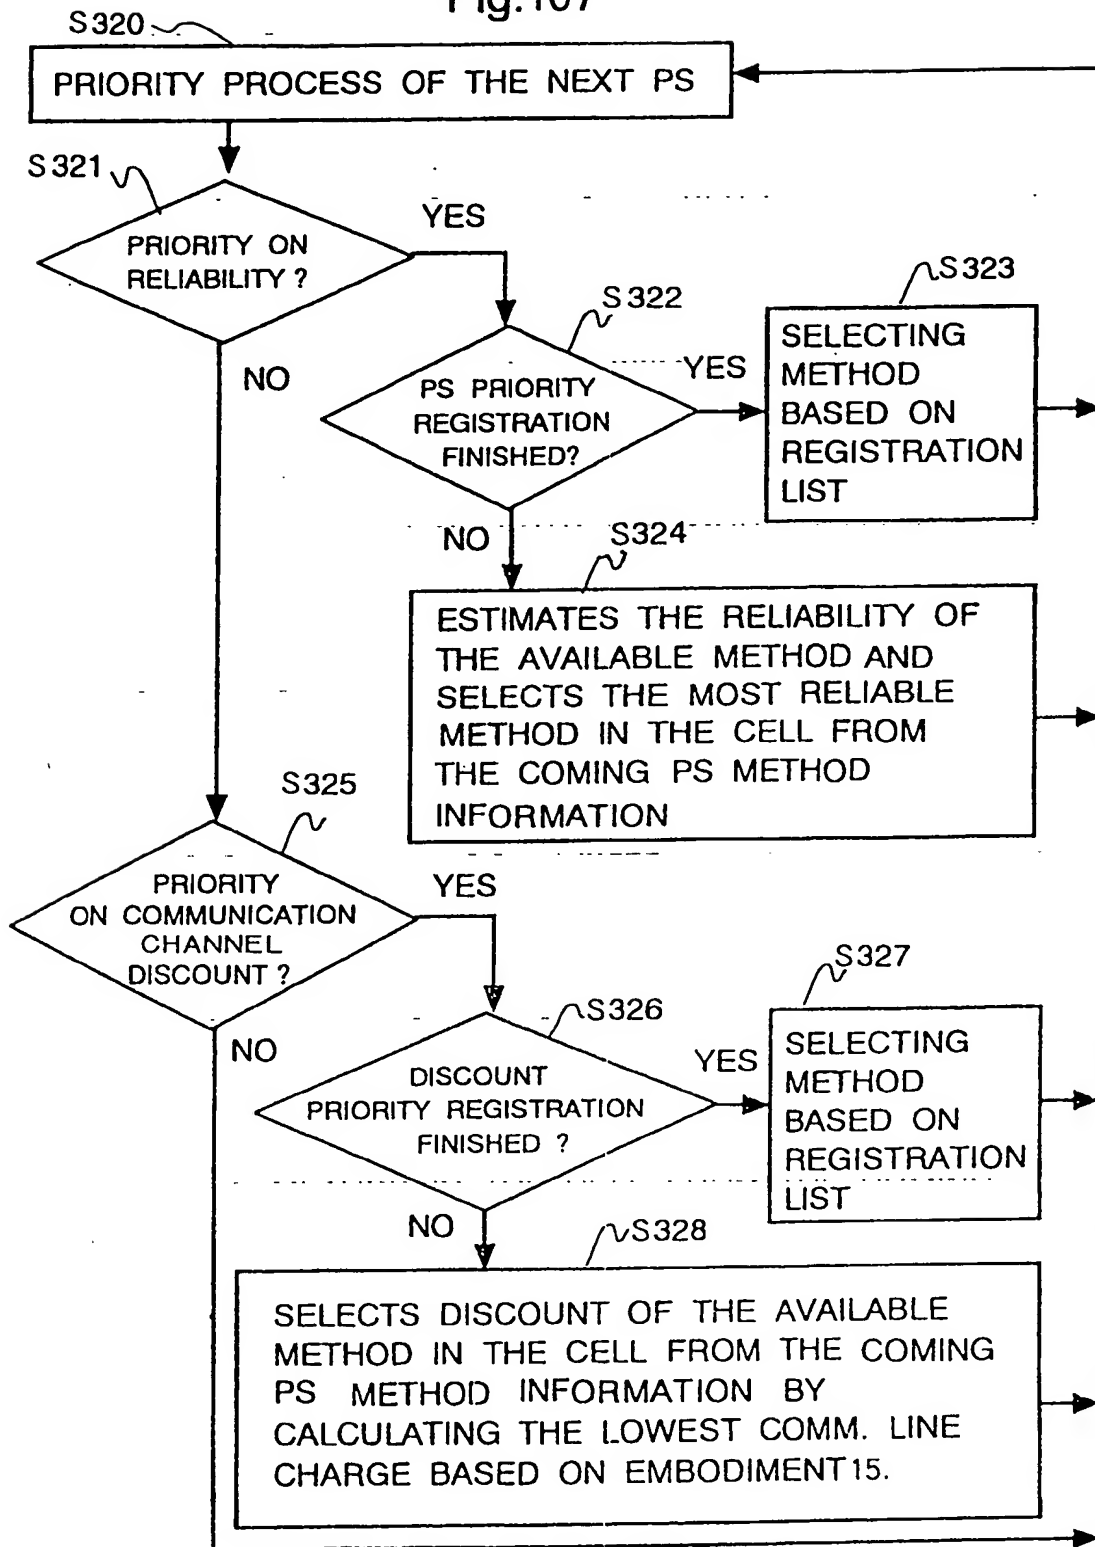 Fig.107
S320
PRIORITY PROCESS OF THE NEXT PS
S321
PRIORITY ON
RELIABILITY ?
YES
NO
S322
PS PRIORITY
REGISTRATION
FINISHED?
YES
NO
S323
SELECTING
METHOD
BASED ON
REGISTRATION
LIST
S324
ESTIMATES THE RELIABILITY OF
THE AVAILABLE METHOD AND
SELECTS THE MOST RELIABLE
METHOD IN THE CELL FROM
THE COMING PS METHOD
INFORMATION
S325
PRIORITY
ON COMMUNICATION
CHANNEL
DISCOUNT ?
YES
NO
S326
DISCOUNT
PRIORITY REGISTRATION
FINISHED ?
YES
NO
S327
SELECTING
METHOD
BASED ON
REGISTRATION
LIST
S328
SELECTS DISCOUNT OF THE AVAILABLE
METHOD IN THE CELL FROM THE COMING
PS METHOD INFORMATION BY
CALCULATING THE LOWEST COMM. LINE
CHARGE BASED ON EMBODIMENT15.